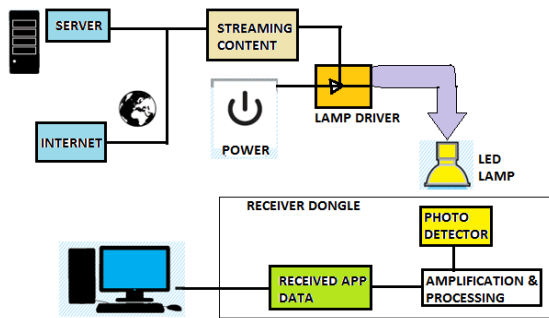 SERVER
STREAMING
CONTENT
INTERNET
POWER
LAMP DRIVER
LED
LAMP
RECEIVER DONGLE
PHOTO
DETECTOR
RECEIVED APP
DATA
AMPLIFICATION &
PROCESSING